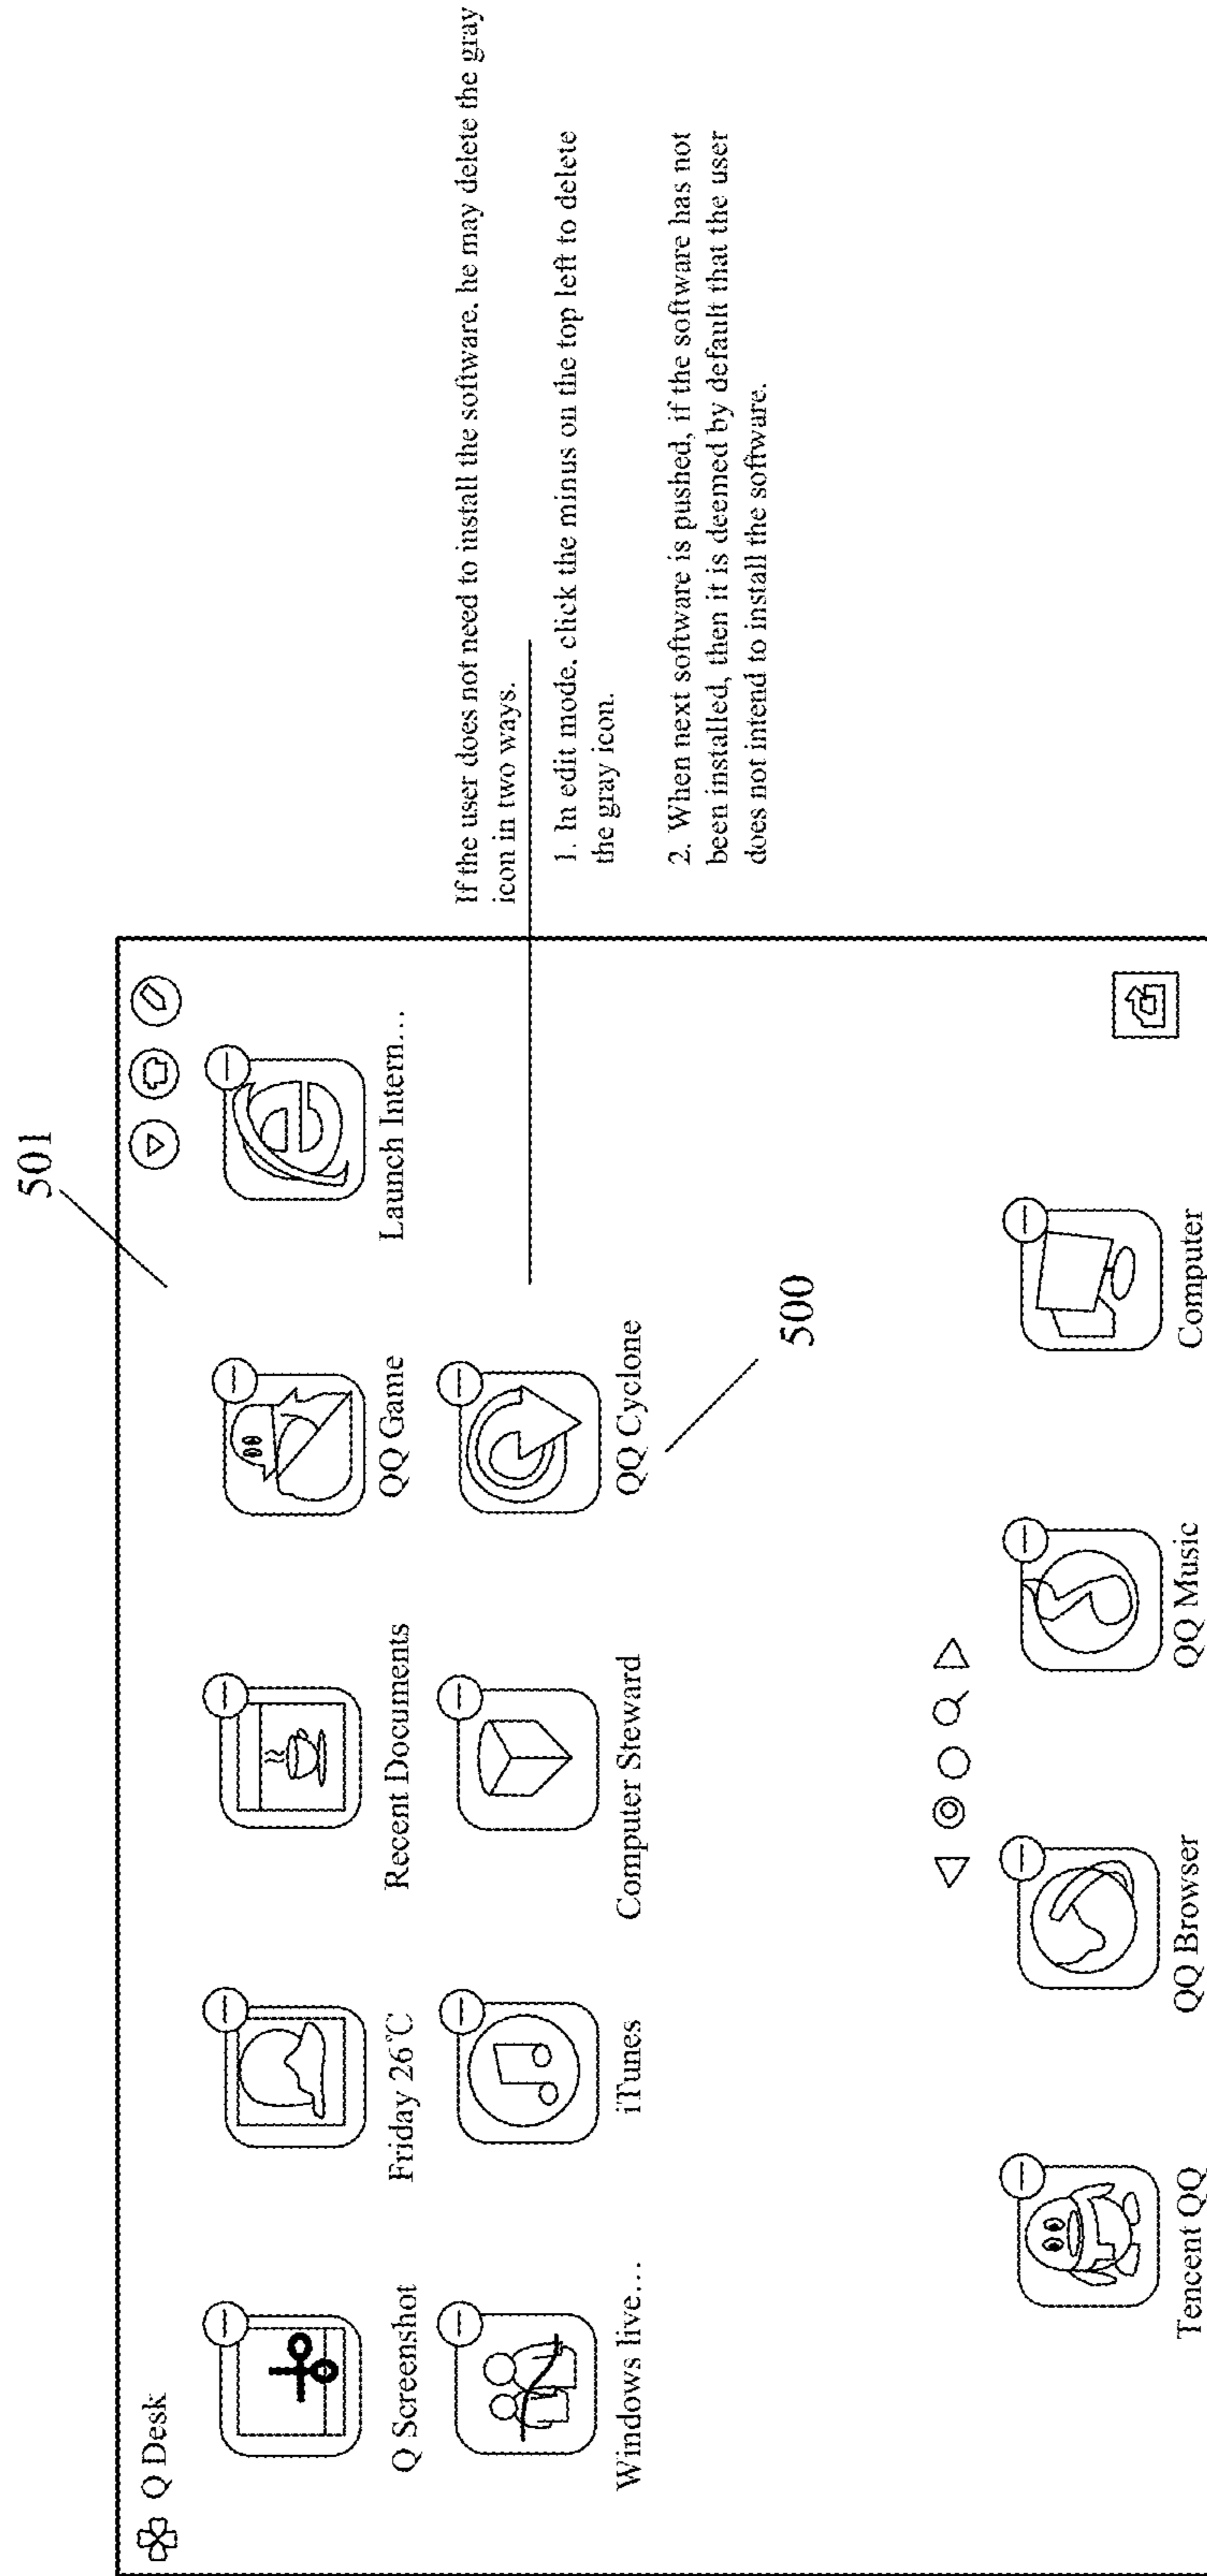 501
Q Desk
Q Screenshot
Friday 26℃
Recent Documents
QQ Game
Launch Intern…
Windows live…
iTunes
Computer Steward
QQ Cyclone
500
Tencent QQ
QQ Browser
QQ Music
Computer
If the user does not need to install the software, he may delete the gray
icon in two ways.
1. In edit mode, click the minus on the top left to delete
the gray icon.
2. When next software is pushed, if the software has not
been installed, then it is deemed by default that the user
does not intend to install the software.